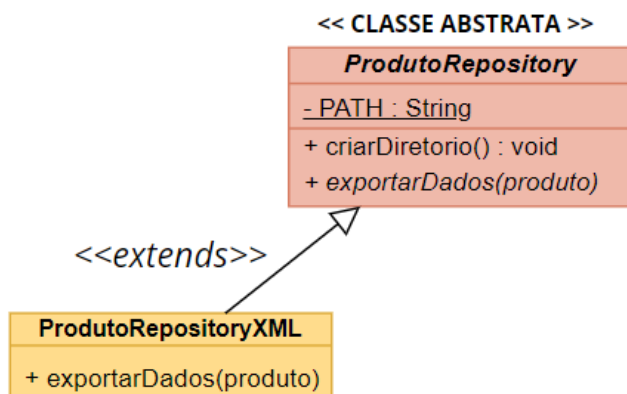 << CLASSE ABSTRATA >>
ProdutoRepository
- PATH : String
+ criarDiretorio() : void
+ exportarDados(produto)
<<extends>>
ProdutoRepositoryXML
+ exportarDados(produto)